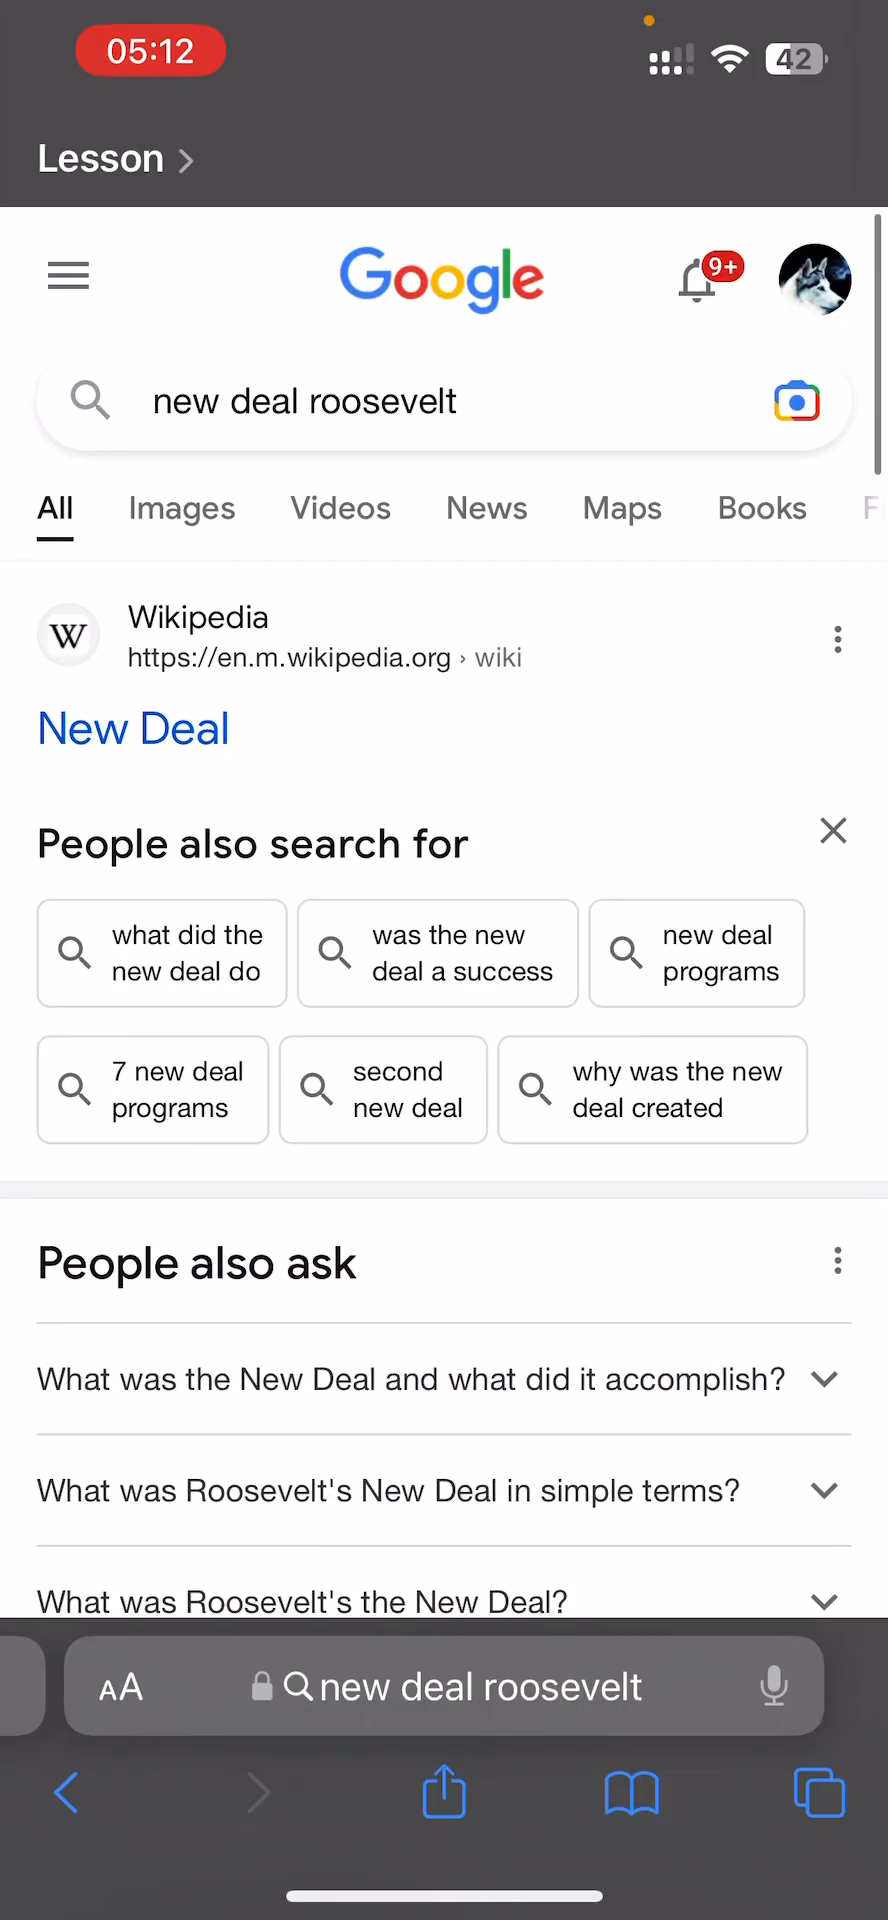 05:12
42
Lesson
Google
9+
new deal roosevelt
All Images Videos News Maps Books
W
Wikipedia
https://en.m.wikipedia.org › wiki
New Deal
People also search for
what did the
new deal do
was the new
deal a success
new deal
programs
7 new deal
programs
second
new deal
why was the new
deal created
People also ask
What was the New Deal and what did it accomplish?
What was Roosevelt's New Deal in simple terms?
What was Roosevelt's the New Deal?
AA new deal roosevelt